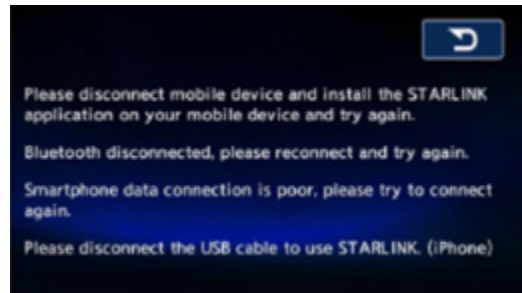 Please disconnect mobile device and install the STARLINK
application on your mobile device and try again.
Bluetooth disconnected, please reconnect and try again.
Smartphone data connection is poor, please try to connect
again.
Please disconnect the USB cable to use STARLINK. (iPhone)